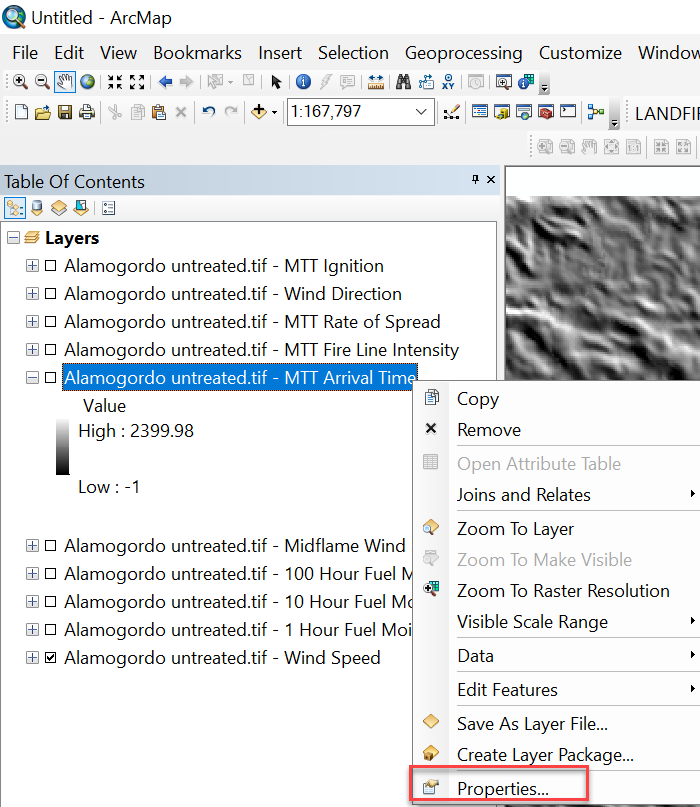 Untitled - ArcMap
File Edit View Bookmarks Insert Selection Geoprocessing Customize Window
1:167,797
LANDFI
Table Of Contents
Layers
Alamogordo untreated.tif - MTT Ignition
Alamogordo untreated.tif - Wind Direction
Alamogordo untreated.tif - MTT Rate of Spread
Alamogordo untreated.tif - MTT Fire Line Intensity
Alamogordo untreated.tif - MTT Arrival Time
Value
High : 2399.98
Low : -1
Alamogordo untreated.tif - Midflame Wind
Alamogordo untreated.tif - 100 Hour Fuel M
Alamogordo untreated.tif - 10 Hour Fuel Mo
Alamogordo untreated.tif - 1 Hour Fuel Moi
Alamogordo untreated.tif - Wind Speed
Copy
Remove
Open Attribute Table
Joins and Relates
Zoom To Layer
Zoom To Make Visible
Zoom To Raster Resolution
Visible Scale Range
Data
Edit Features
Save As Layer File...
Create Layer Package...
Properties...